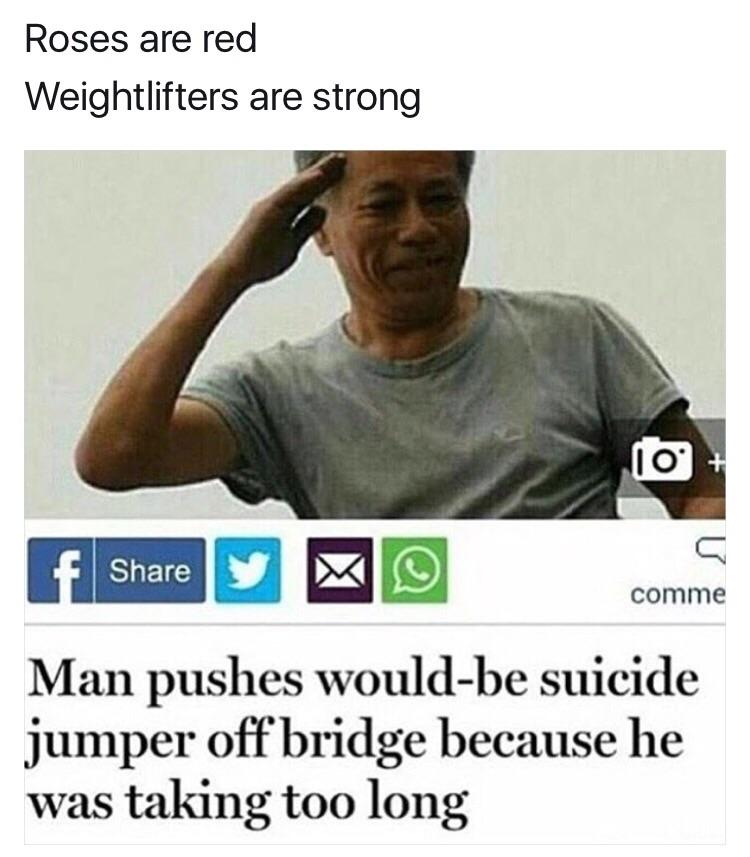 Roses are red
Weightlifters are strong
f Share
comme
Man pushes would-be suicide
jumper off bridge because he
was taking too long